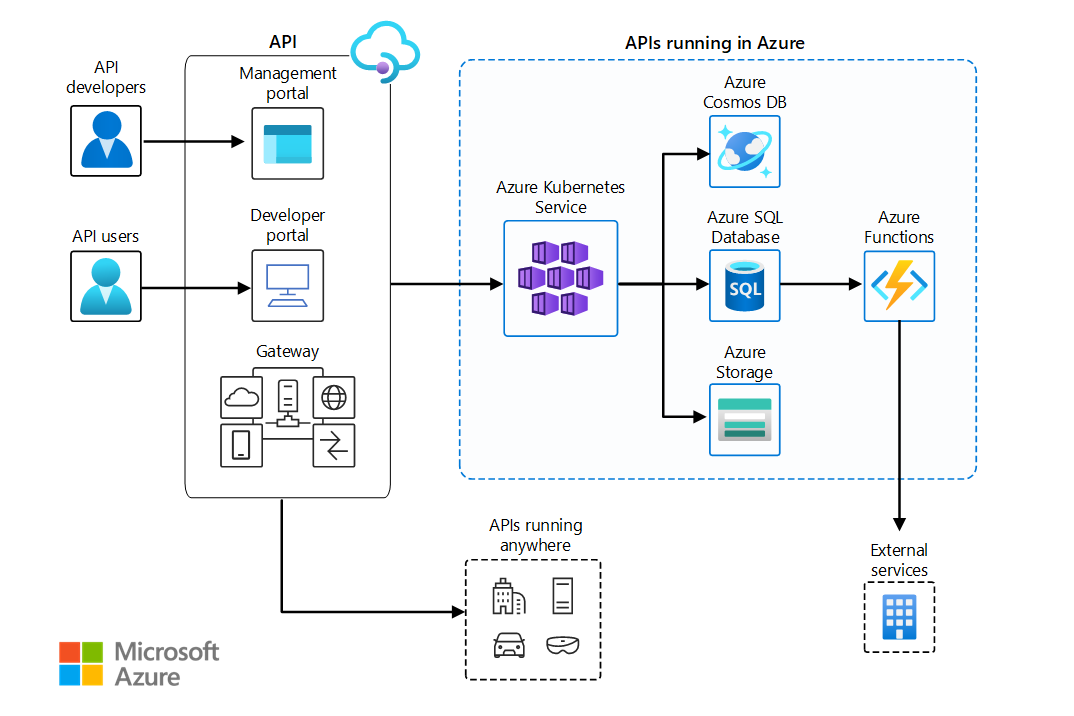 API
APIs running in Azure
API
developers
Management
portal
Azure
Cosmos DB
Azure Kubernetes
Service
API users
Developer
portal
Azure SQL
Database
SQL
Azure
Functions
Gateway
Azure
Storage
APIs running
anywhere
External
services
Microsoft
Azure